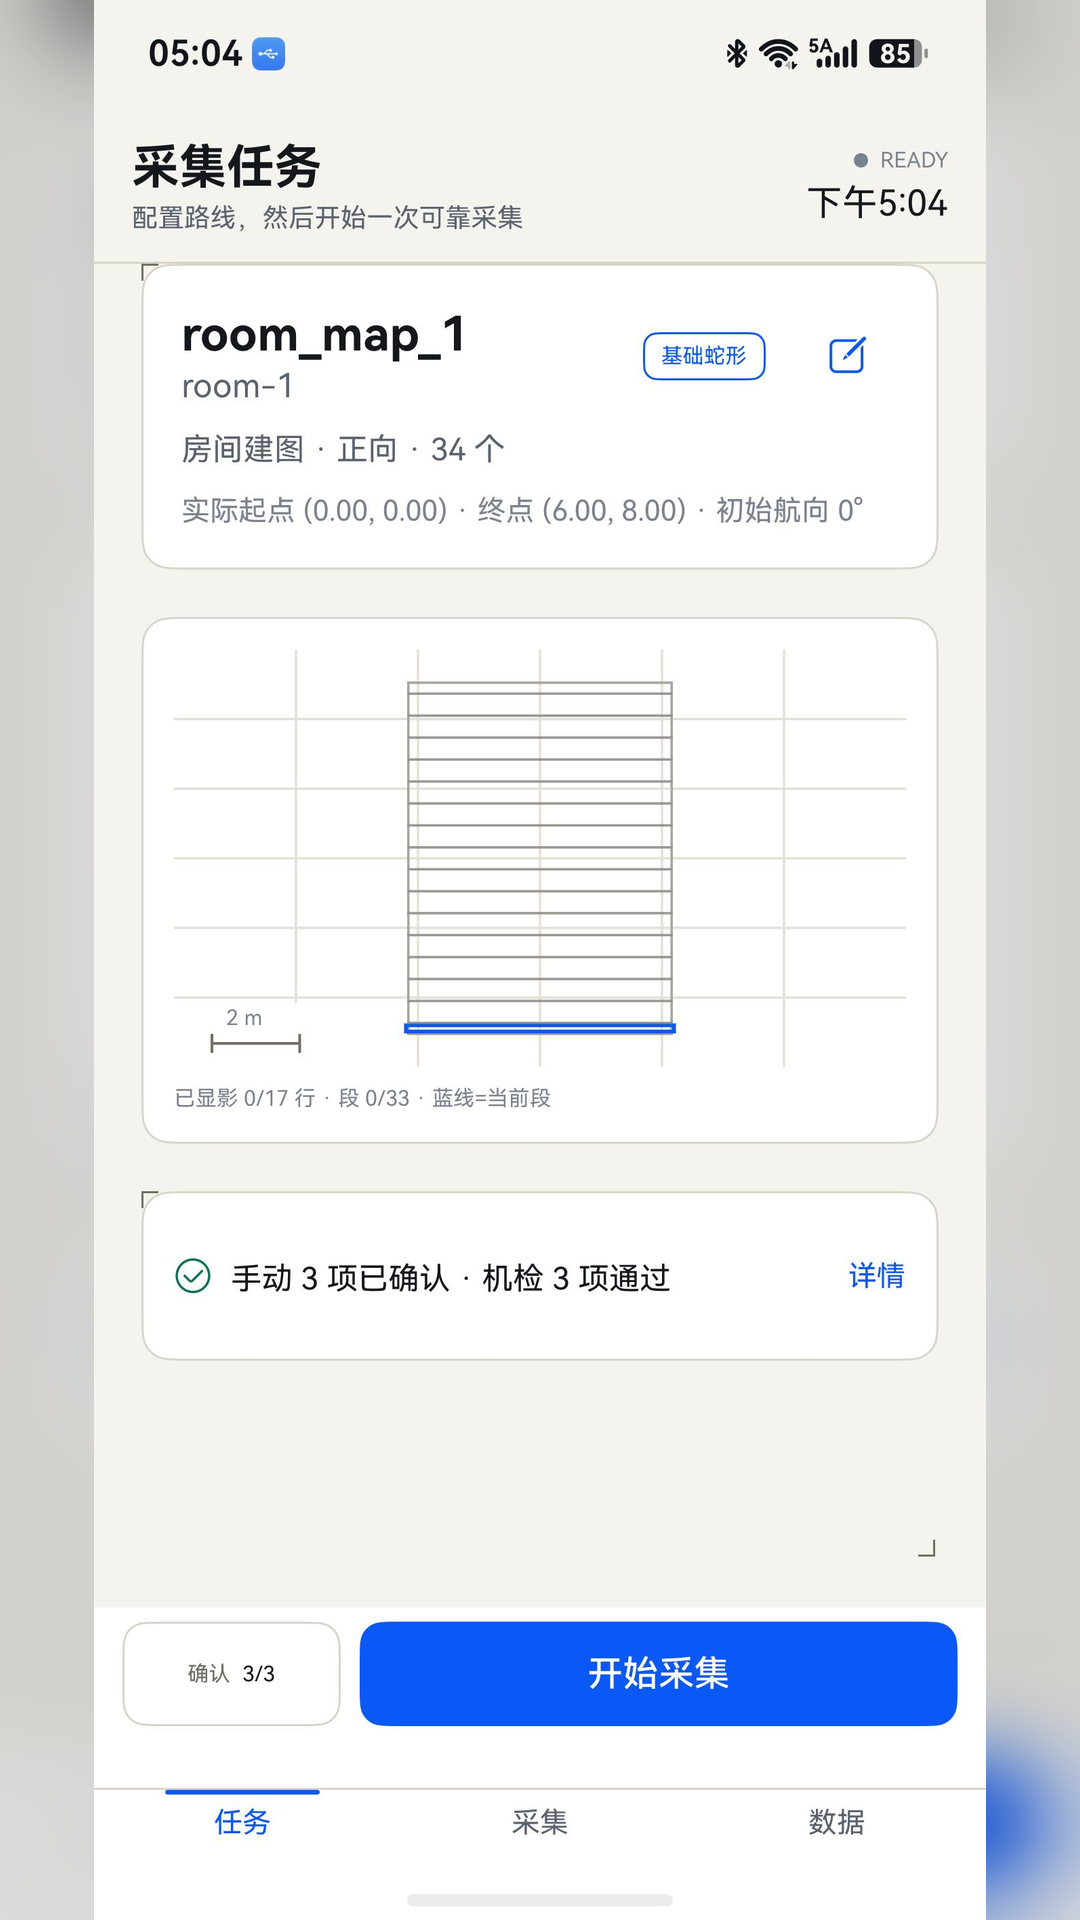 05:04
5A
85
采集任务
READY
配置路线，然后开始一次可靠采集
下午5:04
room_map_1
基础蛇形
room-1
房间建图 · 正向 · 34 个
实际起点 (0.00, 0.00) · 终点 (6.00, 8.00) · 初始航向 0°
2 m
已显影 0/17 行 · 段 0/33 · 蓝线=当前段
手动 3 项已确认 · 机检 3 项通过
详情
确认 3/3
开始采集
任务
采集
数据